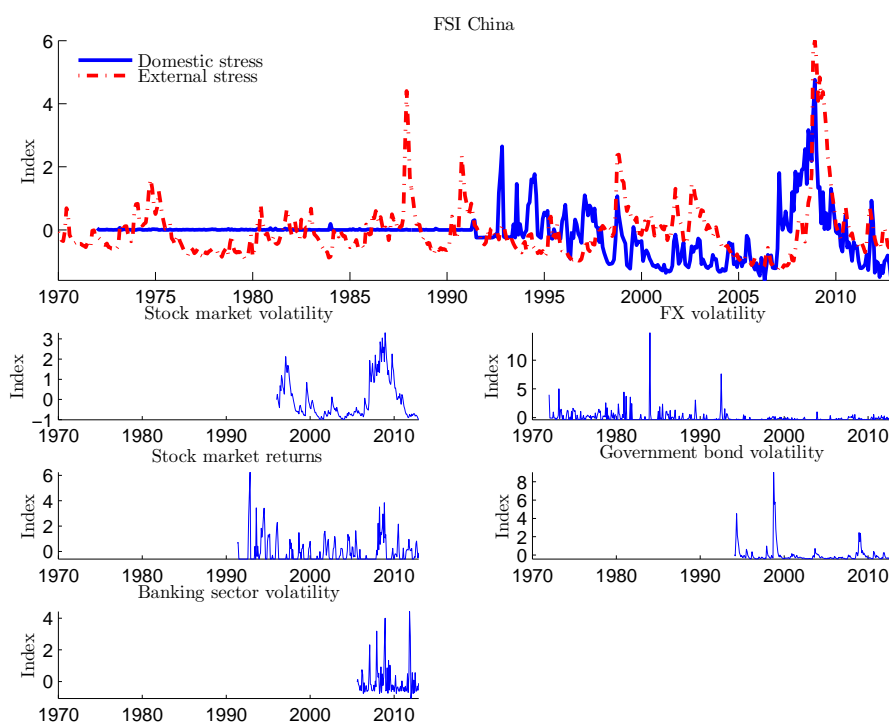 FSI China
6
4
2
0
Index
Domestic stress
External stress
1970 1975 1980 1985 1990 1995 2000 2005 2010
Stock market volatility
3
2
1
0
−1
Index
1970 1980 1990 2000 2010
FX volatility
10
5
0
Index
1970 1980 1990 2000 2010
Stock market returns
6
4
2
0
Index
1970 1980 1990 2000 2010
Government bond volatility
8
6
4
2
0
Index
1970 1980 1990 2000 2010
Banking sector volatility
4
2
0
Index
1970 1980 1990 2000 2010